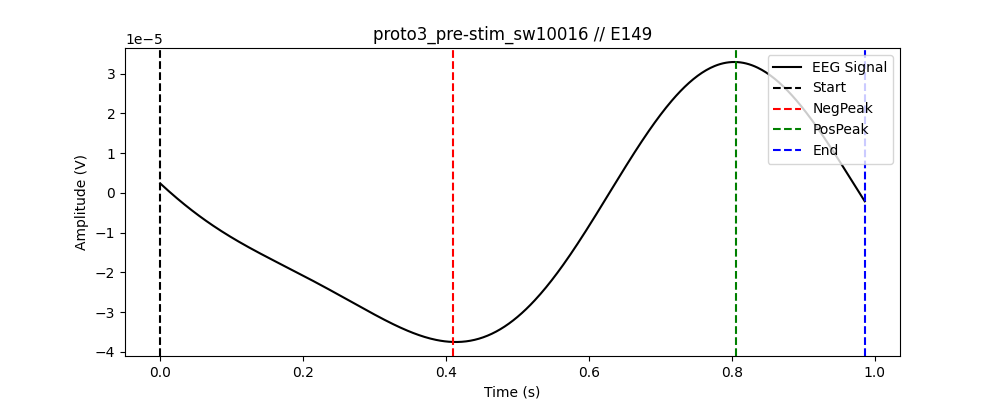 proto3_pre-stim_sw10016 // E149
1e−5
EEG Signal
Start
NegPeak
PosPeak
End
3
2
1
0
−1
−2
−3
−4
Amplitude (V)
0.0 0.2 0.4 0.6 0.8 1.0
Time (s)